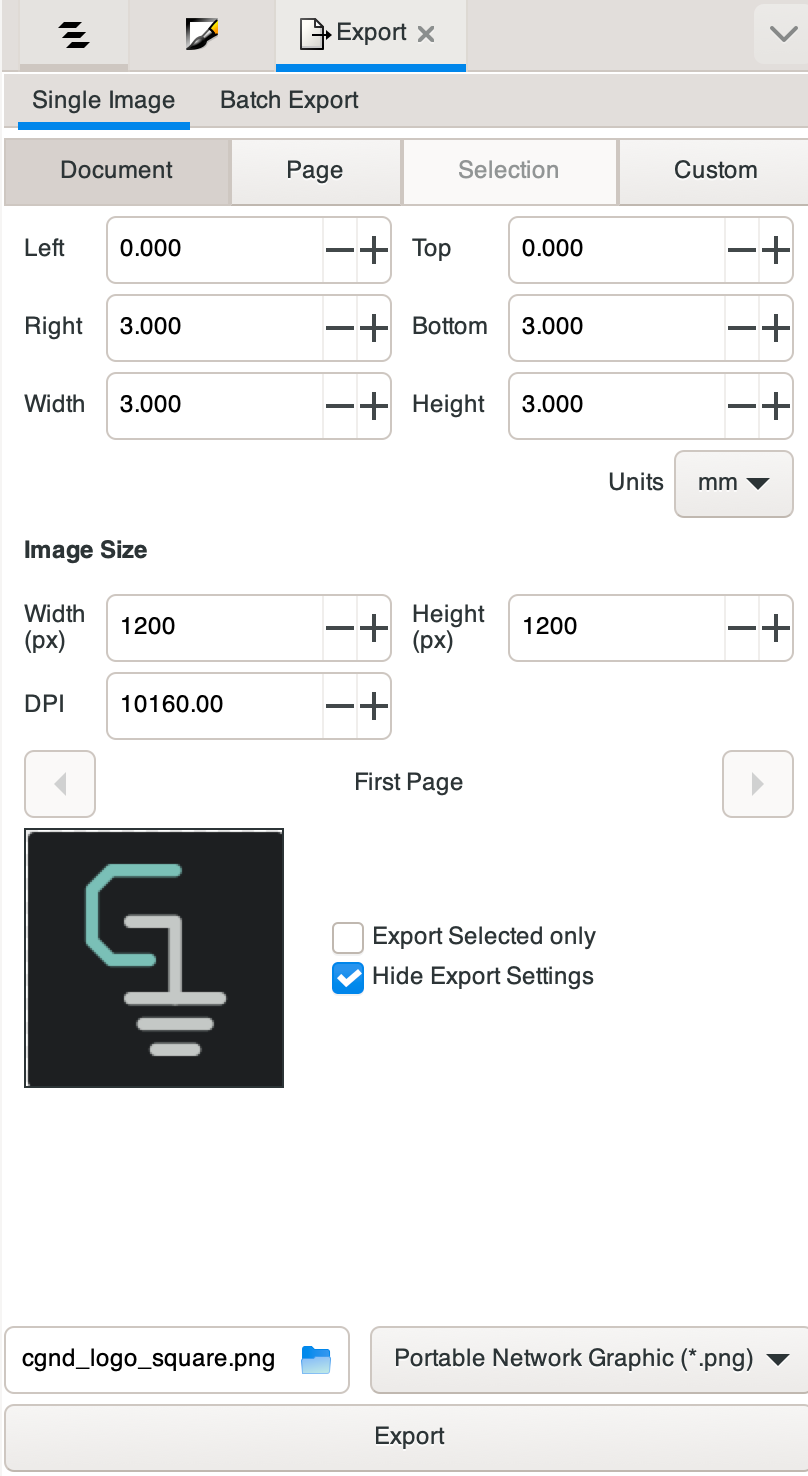 Export
Single Image Batch Export
Document Page Selection Custom
Left 0.000 Top 0.000
Right 3.000 Bottom 3.000
Width 3.000 Height 3.000
Units mm
Image Size
Width (px) 1200 Height (px) 1200
DPI 10160.00
First Page
Export Selected only
Hide Export Settings
cgnd_logo_square.png Portable Network Graphic (*.png)
Export